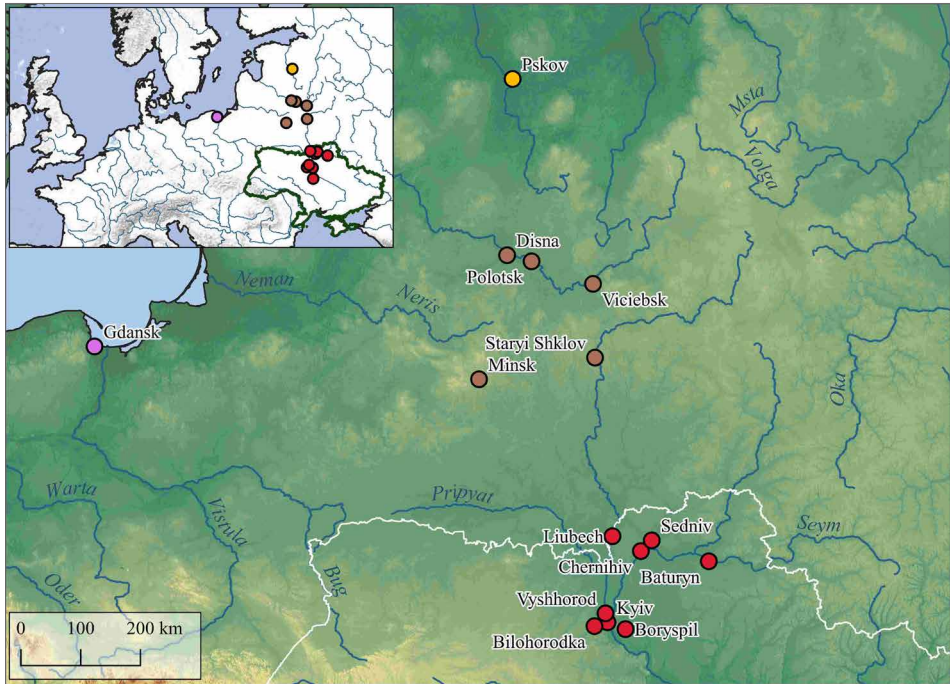 Pskov
Msta
Volga
Disna
Polotsk
Viciebsk
Neman
Neris
Gdansk
Staryi Shklov
Minsk
Oka
Warta
Vistula
Pripyat
Seym
Sedniv
Liubech
Chernihiv
Baturyn
Oder
Bug
Vyshhorod
Kyiv
Bilohorodka
Boryspil
0 100 200 km